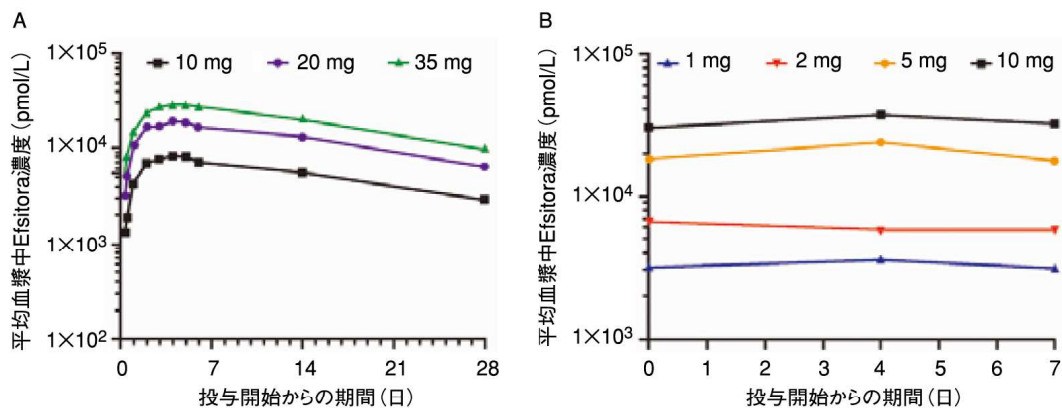 A
平均血漿中Efsitora濃度(pmol/L)
1×10⁵
1×10⁴
1×10³
1×10²
10 mg 20 mg 35 mg
0 7 14 21 28
投与開始からの期間(日)
B
平均血漿中Efsitora濃度(pmol/L)
1×10⁵
1×10⁴
1×10³
1 mg 2 mg 5 mg 10 mg
0 1 2 3 4 5 6 7
投与開始からの期間(日)